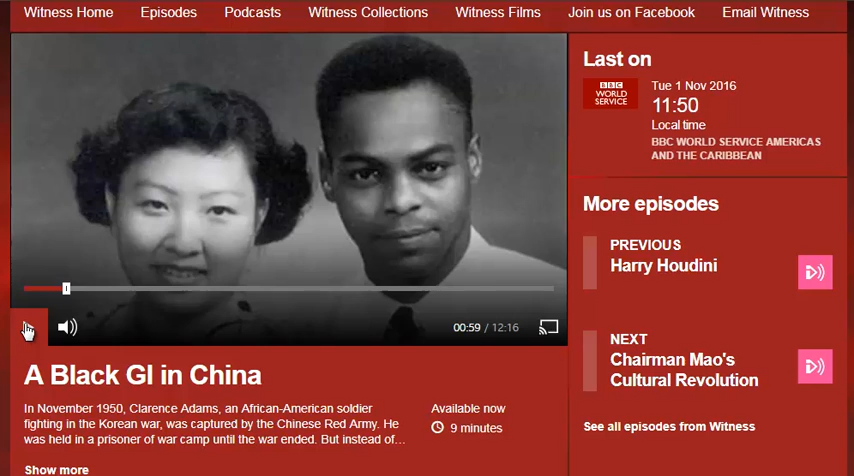 Witness Home Episodes Podcasts Witness Collections Witness Films Join us on Facebook Email Witness
00:59 / 12:16
A Black GI in China
In November 1950, Clarence Adams, an African-American soldier
fighting in the Korean war, was captured by the Chinese Red Army. He
was held in a prisoner of war camp until the war ended. But instead of...
Show more
Available now
9 minutes
Last on
BBC
WORLD
SERVICE
Tue 1 Nov 2016
11:50
Local time
BBC WORLD SERVICE AMERICAS
AND THE CARIBBEAN
More episodes
PREVIOUS
Harry Houdini
NEXT
Chairman Mao's
Cultural Revolution
See all episodes from Witness